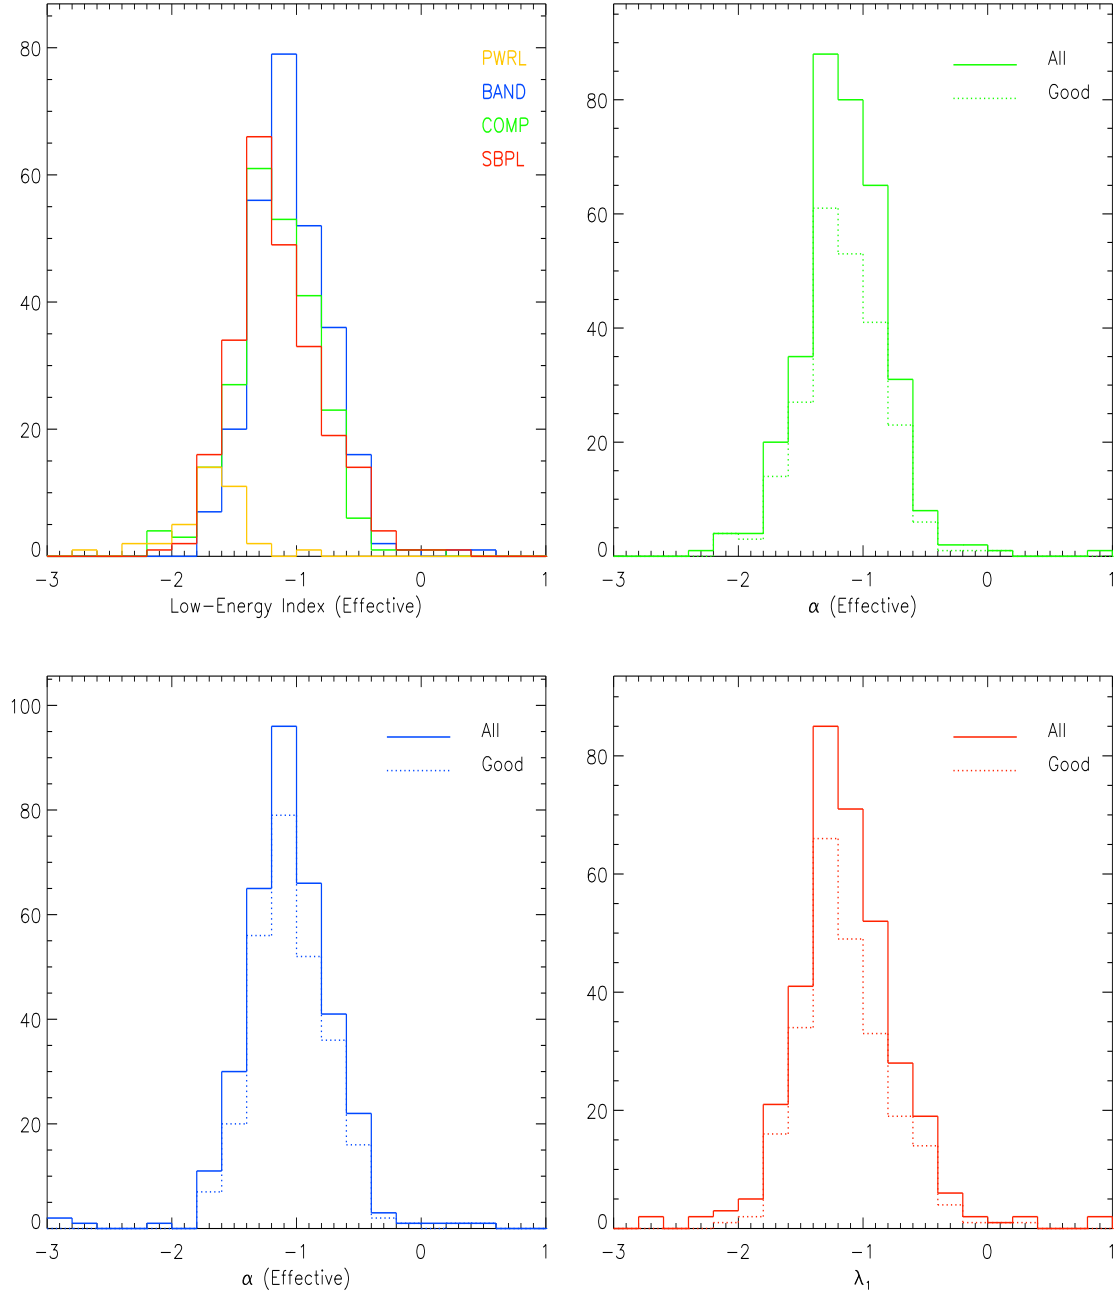 80
60
40
20
0
-3 -2 -1 0 1
Low-Energy Index (Effective)
PWRL
BAND
COMP
SBPL
80
60
40
20
0
-3 -2 -1 0 1
α (Effective)
All
Good
100
80
60
40
20
0
-3 -2 -1 0 1
α (Effective)
All
Good
80
60
40
20
0
-3 -2 -1 0 1
λ₁
All
Good